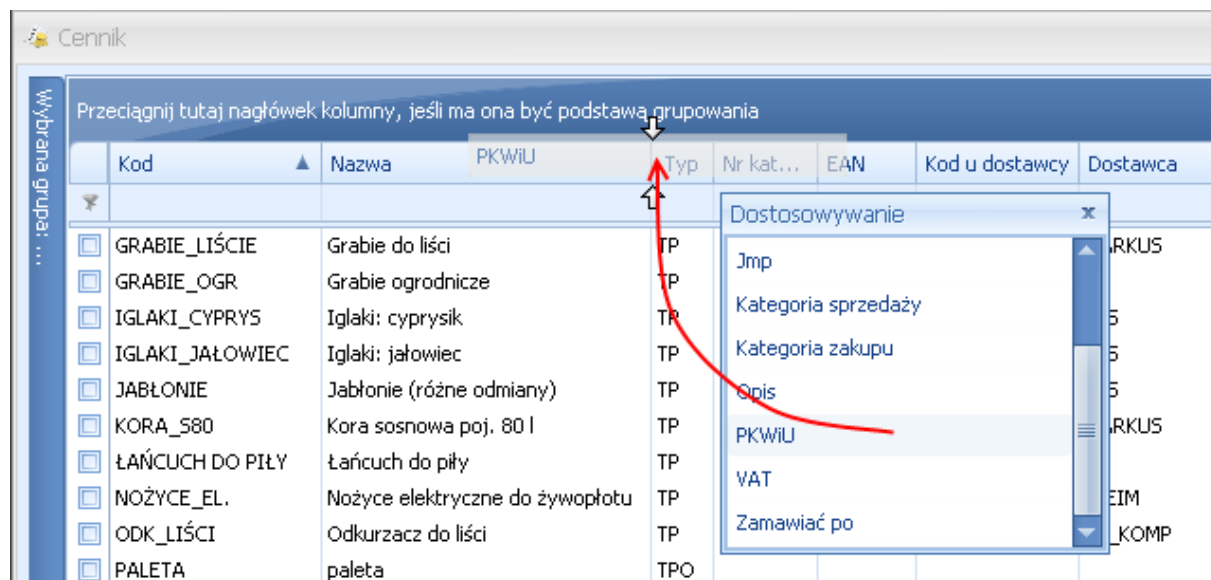 Cennik
Wybrana grupa: ...
Przeciągnij tutaj nagłówek kolumny, jeśli ma ona być podstawą grupowania
PKWiU
Kod Nazwa Typ Nr kat... EAN Kod u dostawcy Dostawca
Dostosowywanie x
Jmp
Kategoria sprzedaży
Kategoria zakupu
Opis
PKWiU
VAT
Zamawiać po
GRABIE_LIŚCIE Grabie do liści TP
GRABIE_OGR Grabie ogrodnicze TP
IGLAKI_CYPRYS Iglaki: cyprysik TP
IGLAKI_JAŁOWIEC Iglaki: jałowiec TP
JABŁONIE Jabłonie (różne odmiany) TP
KORA_S80 Kora sosnowa poj. 80 l TP
ŁAŃCUCH DO PIŁY Łańcuch do piły TP
NOŻYCE_EL. Nożyce elektryczne do żywopłotu TP
ODK_LIŚCI Odkurzacz do liści TP _KOMP
PALETA paleta TPO